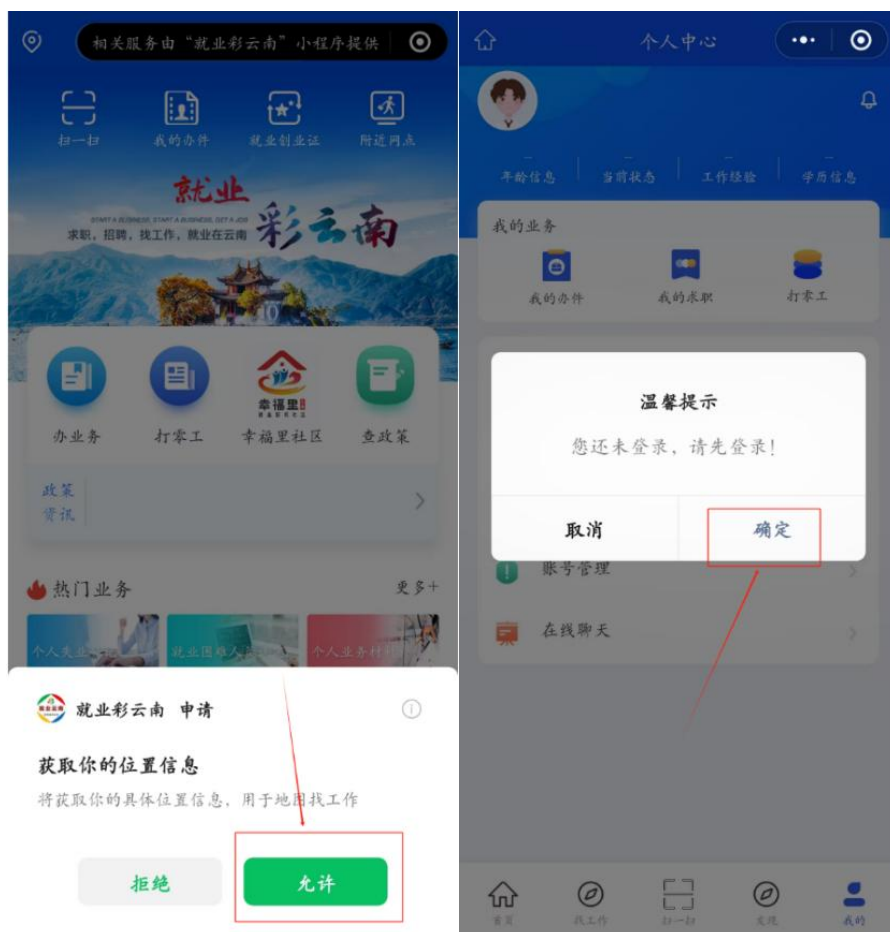 相关服务由“就业彩云南”小程序提供
扫一扫
我的办件
就业创业证
附近网点
就业
START A BUSINESS, START A BUSINESS, GET A JOB
求职，招聘，找工作，就业在云南
彩云南
办业务
打零工
幸福里
幸福里社区
查政策
政策
资讯
热门业务
更多+
个人失业
就业困难人
个人业务材料
就业彩云南 申请
获取你的位置信息
将获取你的具体位置信息，用于地图找工作
拒绝
允许
个人中心
年龄信息
当前状态
工作经验
学历信息
我的业务
我的办件
我的求职
打零工
温馨提示
您还未登录，请先登录！
取消
确定
账号管理
在线聊天
首页
找工作
扫一扫
发现
我的